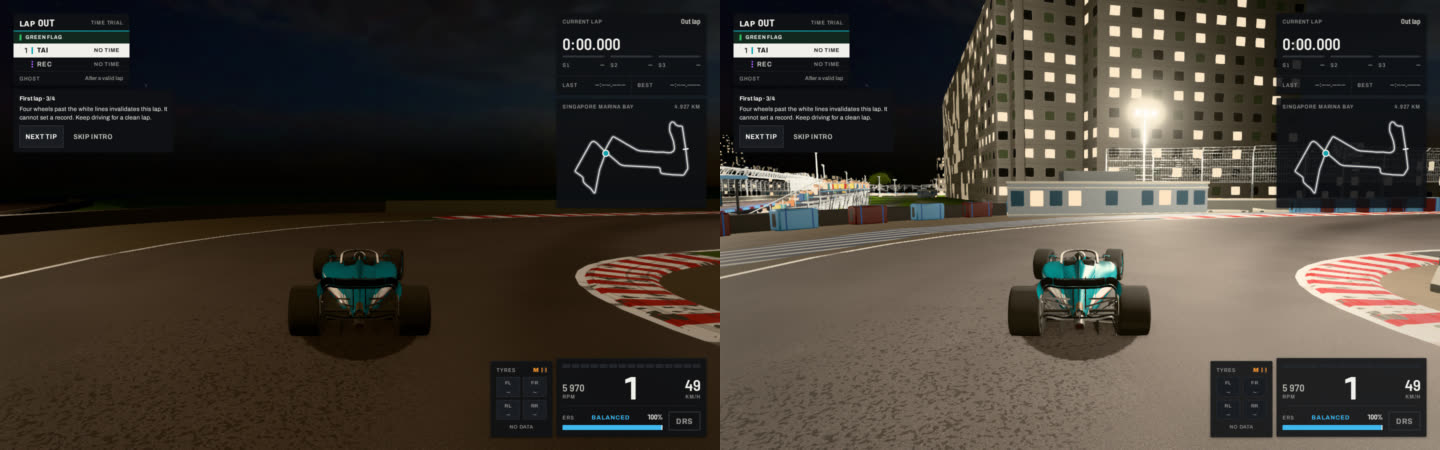 LAP OUT TIME TRIAL
GREEN FLAG
1 TAI NO TIME
REC NO TIME
GHOST After a valid lap
First lap · 3/4
Four wheels past the white lines invalidates this lap. It
cannot set a record. Keep driving for a clean lap.
NEXT TIP SKIP INTRO
CURRENT LAP Out lap
0:00.000
S1 — S2 — S3 —
LAST --:--.--- BEST --:--.---
SINGAPORE MARINA BAY 4.927 KM
TYRES M
FL – FR –
RL – RR –
NO DATA
5 970 RPM
1
49 KM/H
ERS BALANCED 100%
DRS
LAP OUT TIME TRIAL
GREEN FLAG
1 TAI NO TIME
REC NO TIME
GHOST After a valid lap
First lap · 3/4
Four wheels past the white lines invalidates this lap. It
cannot set a record. Keep driving for a clean lap.
NEXT TIP SKIP INTRO
CURRENT LAP Out lap
0:00.000
S1 — S2 — S3 —
LAST --:--.--- BEST --:--.---
SINGAPORE MARINA BAY 4.927 KM
TYRES M
FL – FR –
RL – RR –
NO DATA
5 970 RPM
1
49 KM/H
ERS BALANCED 100%
DRS